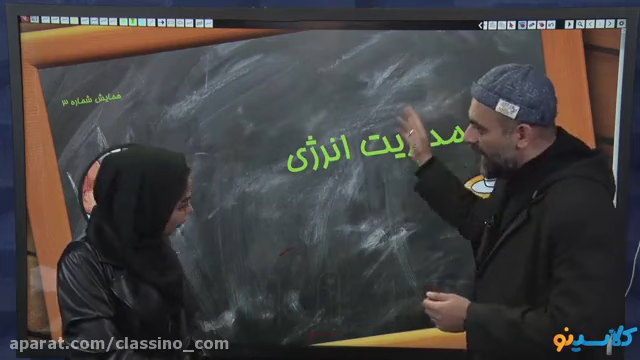 همایش شماره ۳
مدیریت انرژی
aparat.com/classino_com
کلاسینو